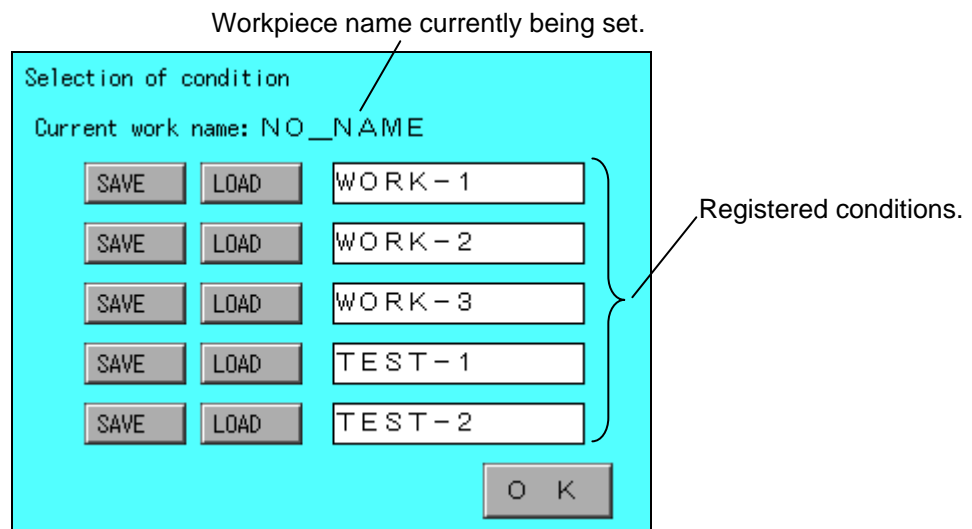 Workpiece name currently being set.
Selection of condition
Current work name: NO_NAME
SAVE LOAD WORK-1
SAVE LOAD WORK-2
Registered conditions.
SAVE LOAD WORK-3
SAVE LOAD TEST-1
SAVE LOAD TEST-2
O K